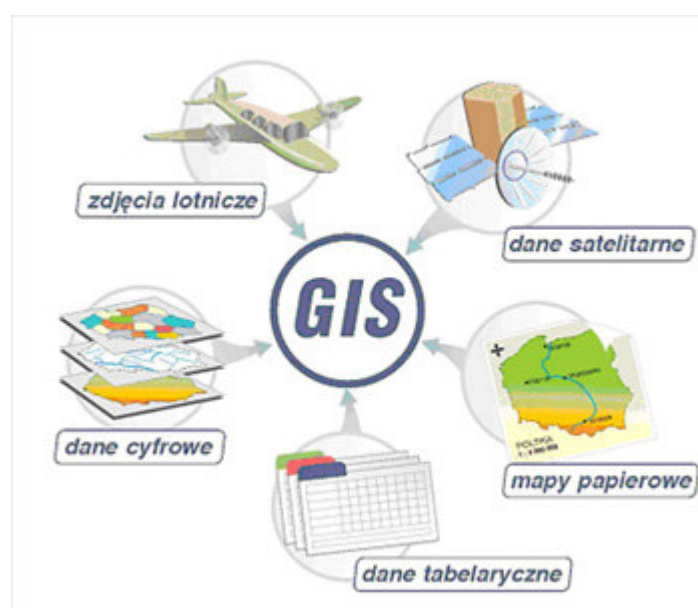 zdjęcia lotnicze
dane satelitarne
GIS
dane cyfrowe
mapy papierowe
dane tabelaryczne